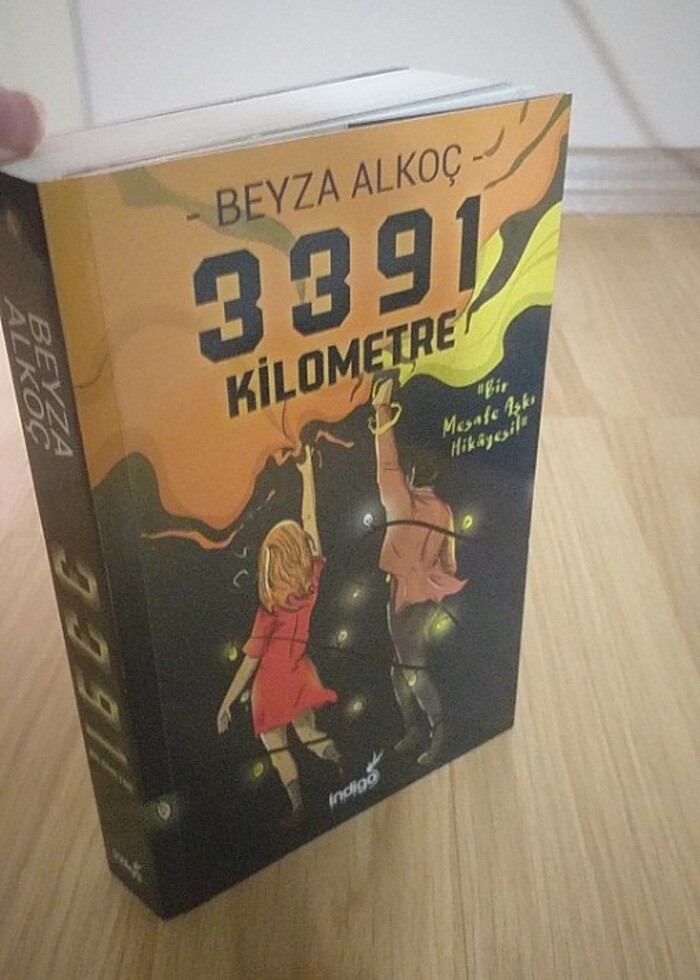 - BEYZA ALKOÇ -
3391
KİLOMETRE
"Bir
Mesafe Aşkı
Hikâyesi"
indigo
BEYZA
ALKOÇ
3391